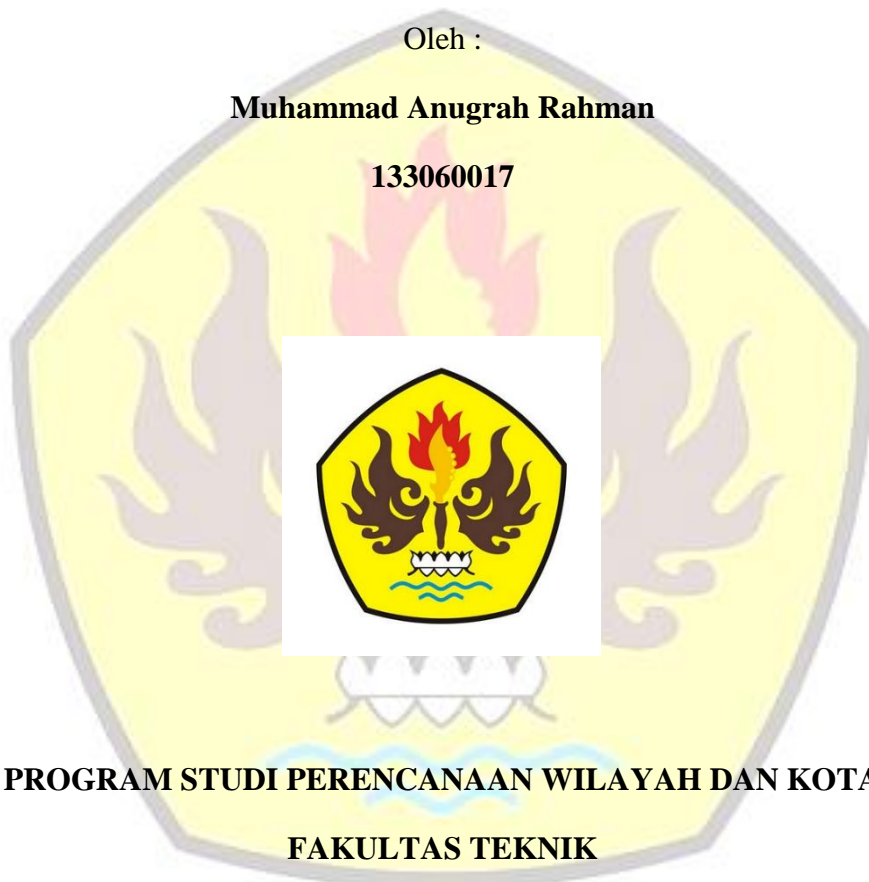 Oleh :
Muhammad Anugrah Rahman
133060017
PROGRAM STUDI PERENCANAAN WILAYAH DAN KOTA
FAKULTAS TEKNIK